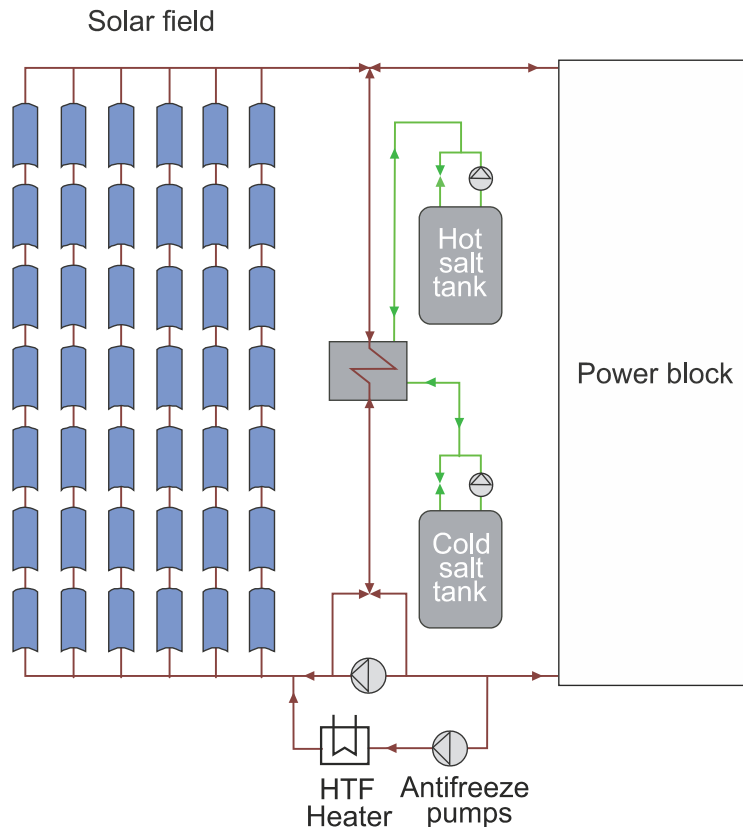 Solar field
Hot
salt
tank
Power block
Cold
salt
tank
HTF
Heater
Antifreeze
pumps